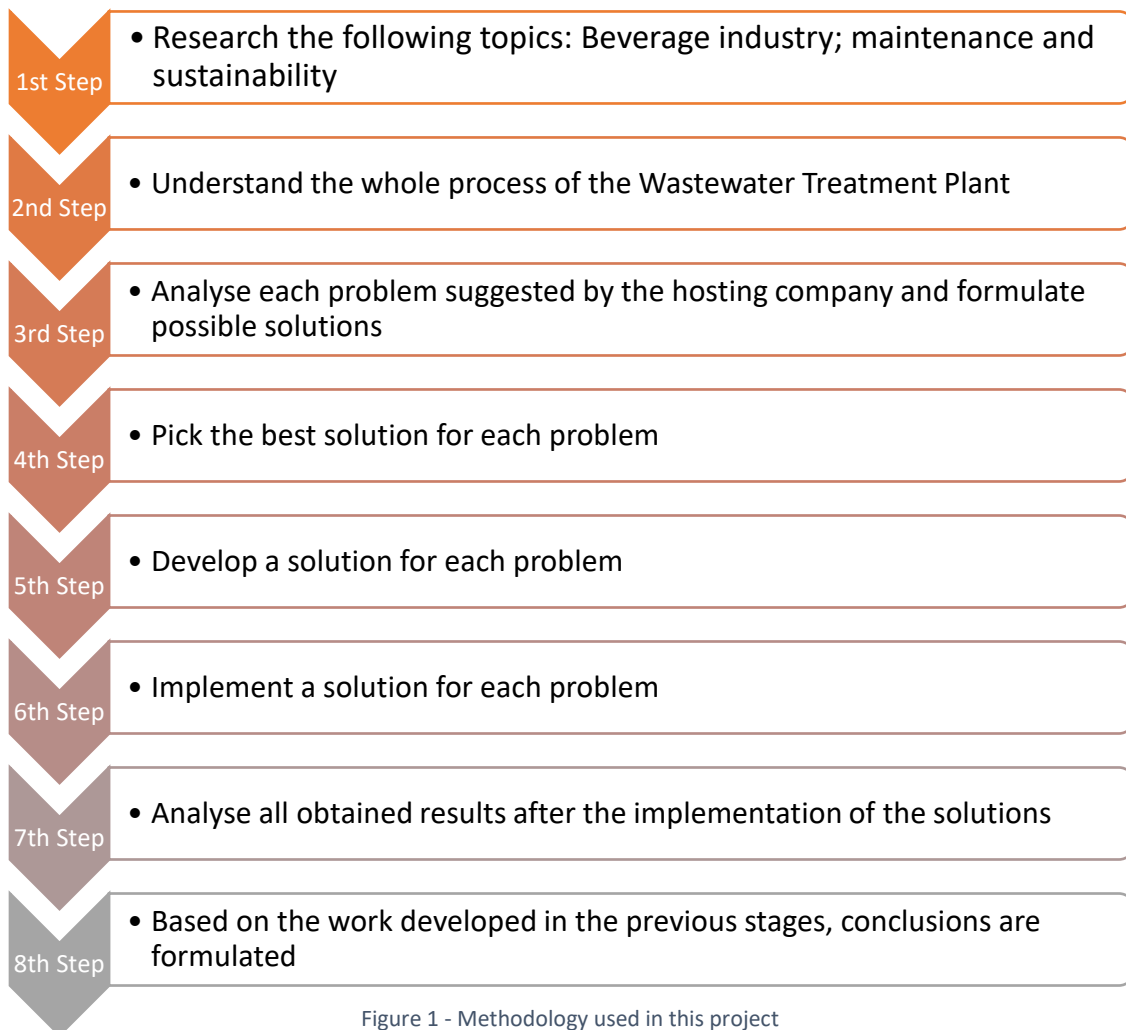 • Research the following topics: Beverage industry; maintenance and
sustainability
1st Step
• Understand the whole process of the Wastewater Treatment Plant
2nd Step
• Analyse each problem suggested by the hosting company and formulate
possible solutions
3rd Step
• Pick the best solution for each problem
4th Step
• Develop a solution for each problem
5th Step
• Implement a solution for each problem
6th Step
• Analyse all obtained results after the implementation of the solutions
7th Step
• Based on the work developed in the previous stages, conclusions are
formulated
8th Step
Figure 1 - Methodology used in this project